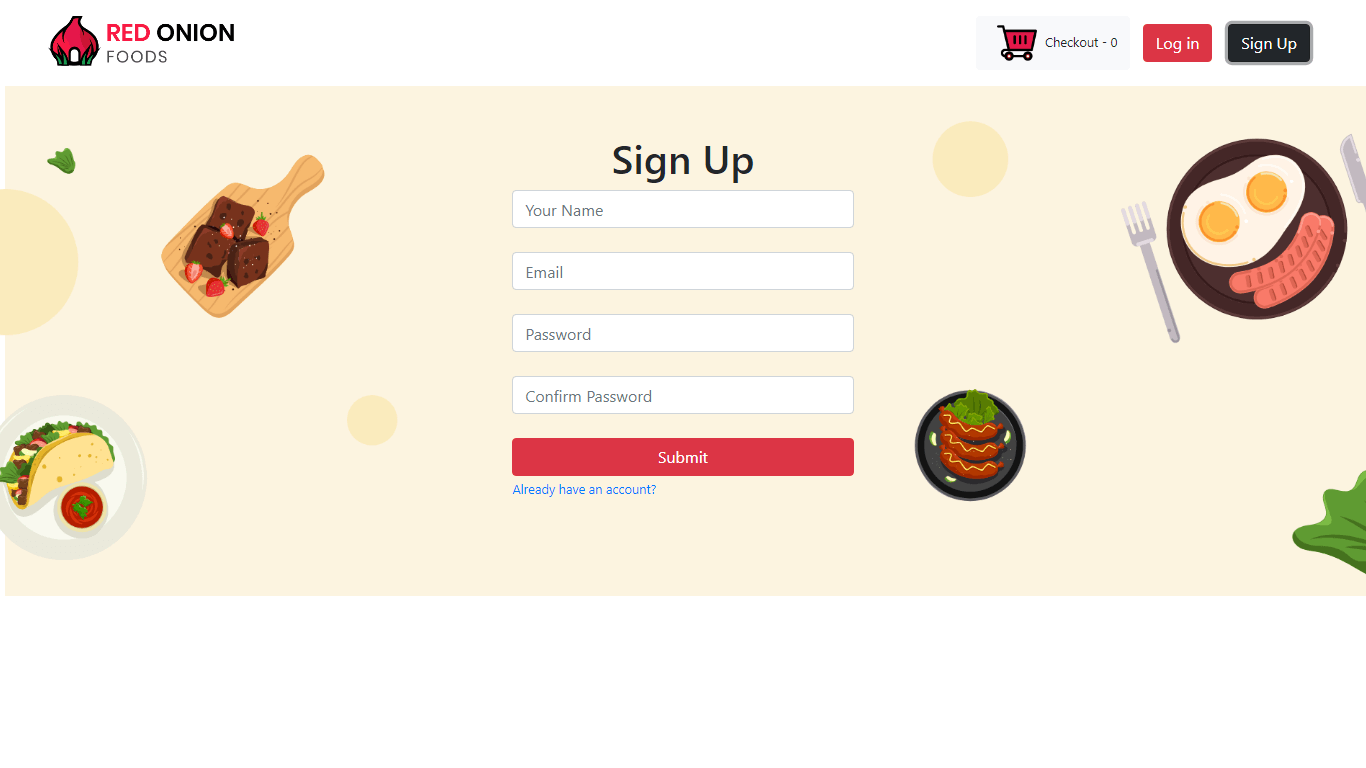 RED ONION
FOODS
Checkout - 0
Log in
Sign Up
Sign Up
Your Name
Email
Password
Confirm Password
Submit
Already have an account?